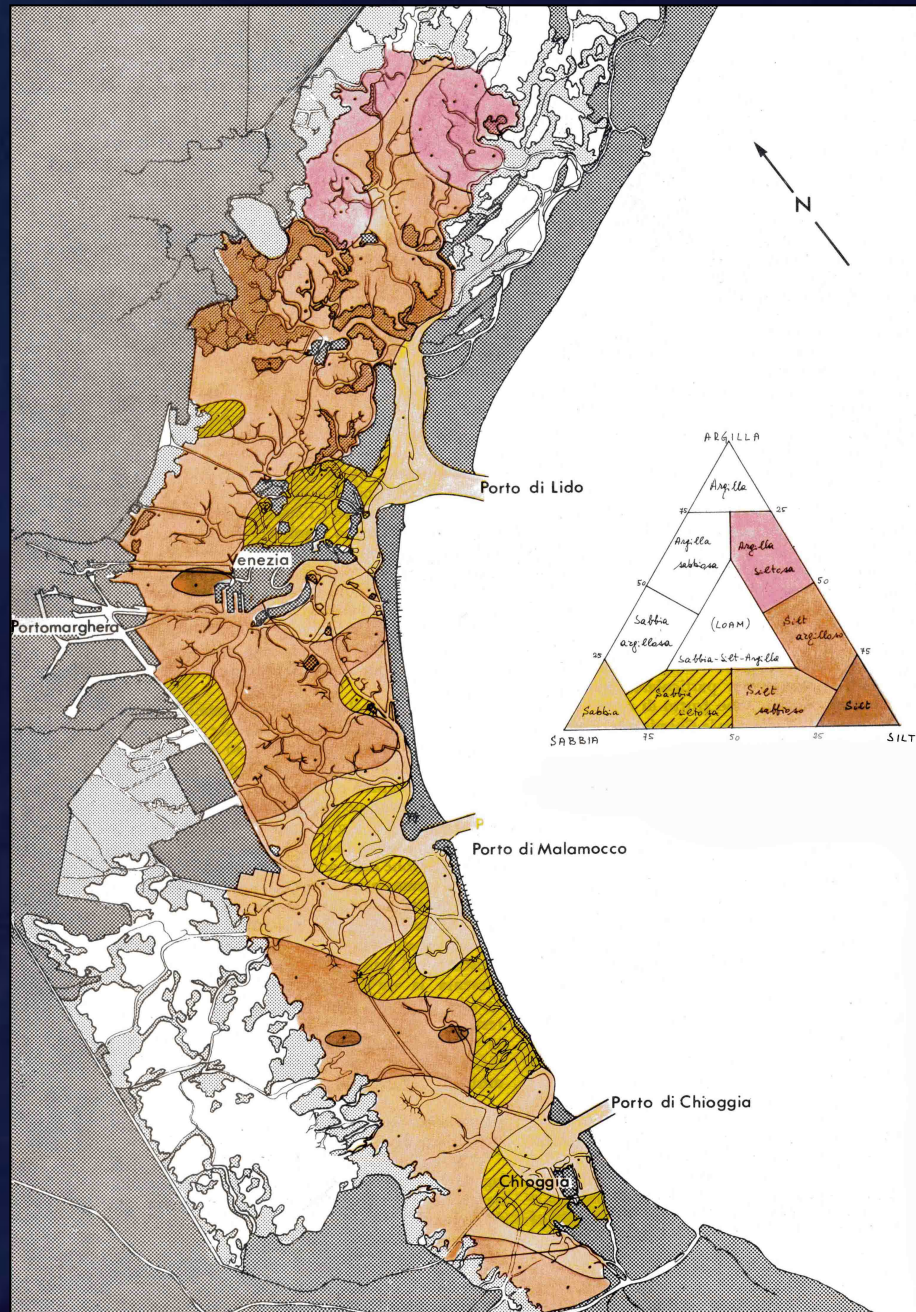 N
Porto di Lido
Venezia
Portomarghera
P
Porto di Malamocco
Porto di Chioggia
Chioggia
ARGILLA
Argilla
75
25
Argilla
sabbiosa
Argilla
siltosa
50
50
Sabbia
argillosa
(LOAM)
Silt
argilloso
Sabbia-Silt-Argilla
25
75
Sabbia
Sabbia
siltosa
Silt
sabbioso
Silt
SABBIA
75
50
25
SILT